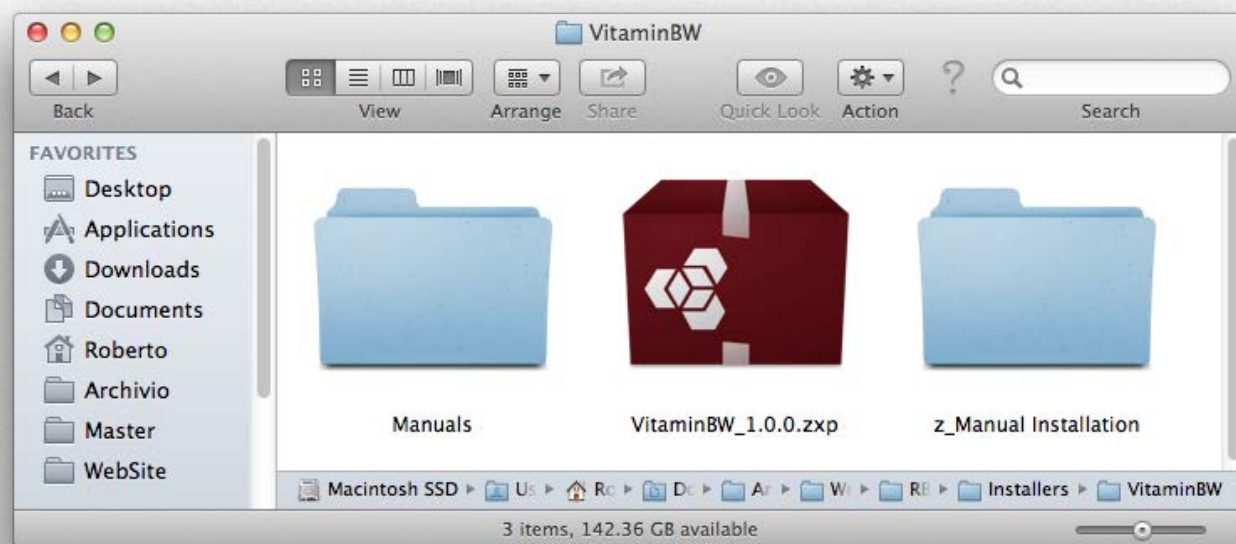 VitaminBW
Back
View
Arrange
Share
Quick Look
Action
?
Search
FAVORITES
Desktop
Applications
Downloads
Documents
Roberto
Archivio
Master
WebSite
Manuals
VitaminBW_1.0.0.zxp
z_Manual Installation
Macintosh SSD Us Ro Do Ar We RB Installers VitaminBW
3 items, 142.36 GB available